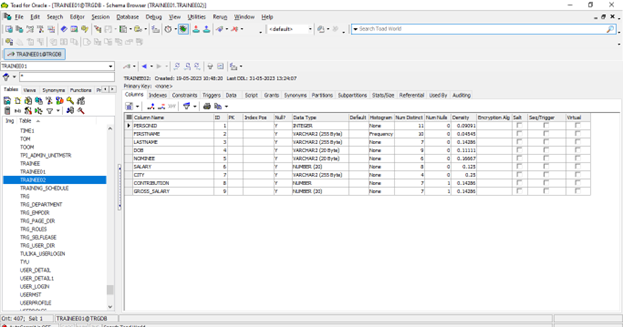 Toad for Oracle - [TRAINEE01@TRGDB - Schema Browser (TRAINEE01.TRAINEE02)]
File Edit Search Editor Session Database Debug View Utilities Rerun Window Help
<default>
Search Toad World
TRAINEE01@TRGDB
TRAINEE01
*
Tables Views Synonyms Functions
Table
TIME1
TOM
TOOM
TPI_ADMIN_UNITMSTR
TRAINEE
TRAINEE01
TRAINEE02
TRAINING_SCHEDULE
TRG
TRG_DEPARTMENT
TRG_EMPDIR
TRG_PAGE_DIR
TRG_ROLES
TRG_SELFLEASE
TRG_USER_DIR
TULIKA_USERLOGIN
TYU
USER_DETAIL
USER_DETAIL1
USER_LOGIN
USERMST
USERPROFILE
TRAINEE02: Created: 19-05-2023 10:48:20 Last DDL: 31-05-2023 13:24:07
Primary Key: <none>
Columns Indexes Constraints Triggers Data Script Grants Synonyms Partitions Subpartitions Stats/Size Referential Used By Auditing
Column Name ID PK Index Pos Null? Data Type Default Histogram Num Distinct Num Nulls Density Encryption Alg Salt Seq/Trigger Virtual
PERSONID 1 Y INTEGER None 11 0 0.09091
FIRSTNAME 2 Y VARCHAR2 (255 Byte) Frequency 10 0 0.04545
LASTNAME 3 Y VARCHAR2 (255 Byte) None 7 0 0.14286
DOB 4 Y VARCHAR2 (20 Byte) None 9 0 0.11111
NOMINEE 5 Y VARCHAR2 (20 Byte) None 6 0 0.16667
SALARY 6 Y NUMBER (20) None 8 0 0.125
CITY 7 Y VARCHAR2 (255 Byte) None 4 0 0.25
CONTRIBUTION 8 Y NUMBER None 7 1 0.14286
GROSS_SALARY 9 Y NUMBER (20) None 7 1 0.14286
Cnt: 407; Sel: 1 TRAINEE01@TRGDB